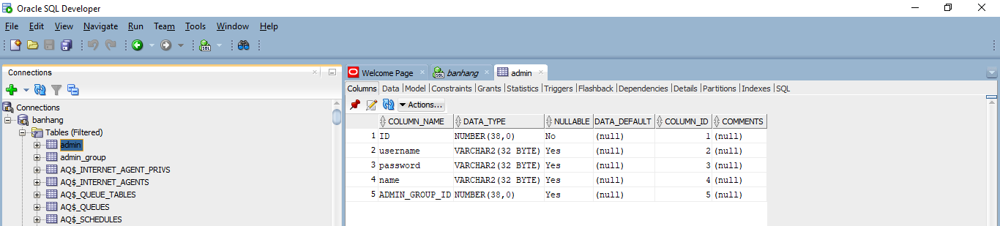 Oracle SQL Developer
File Edit View Navigate Run Team Tools Window Help
SQL
Connections
Welcome Page
SQL banhang
admin
Columns Data Model Constraints Grants Statistics Triggers Flashback Dependencies Details Partitions Indexes SQL
Actions...
Connections
banhang
Tables (Filtered)
admin
admin_group
AQ$_INTERNET_AGENT_PRIVS
AQ$_INTERNET_AGENTS
AQ$_QUEUE_TABLES
AQ$_QUEUES
AQ$_SCHEDULES
COLUMN_NAME DATA_TYPE NULLABLE DATA_DEFAULT COLUMN_ID COMMENTS
1 ID NUMBER(38,0) No (null) 1 (null)
2 username VARCHAR2(32 BYTE) Yes (null) 2 (null)
3 password VARCHAR2(32 BYTE) Yes (null) 3 (null)
4 name VARCHAR2(32 BYTE) Yes (null) 4 (null)
5 ADMIN_GROUP_ID NUMBER(38,0) Yes (null) 5 (null)